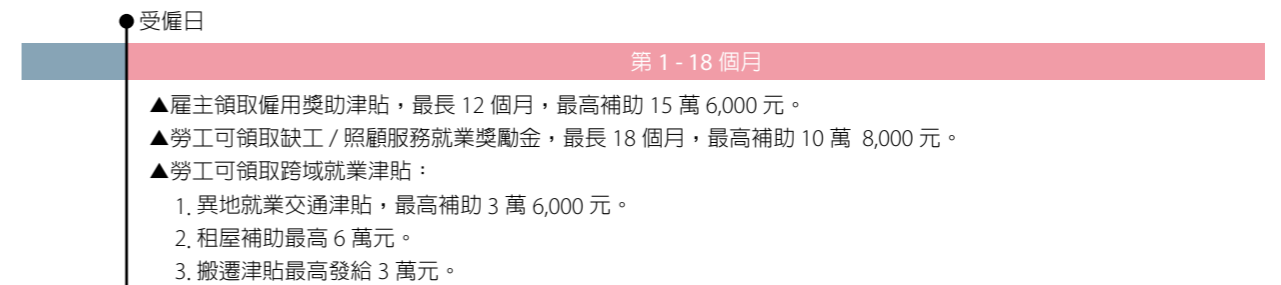 受僱日
第 1 - 18 個月
▲雇主領取僱用獎助津貼，最長 12 個月，最高補助 15 萬 6,000 元。
▲勞工可領取缺工 / 照顧服務就業獎勵金，最長 18 個月，最高補助 10 萬 8,000 元。
▲勞工可領取跨域就業津貼：
1. 異地就業交通津貼，最高補助 3 萬 6,000 元。
2. 租屋補助最高 6 萬元。
3. 搬遷津貼最高發給 3 萬元。